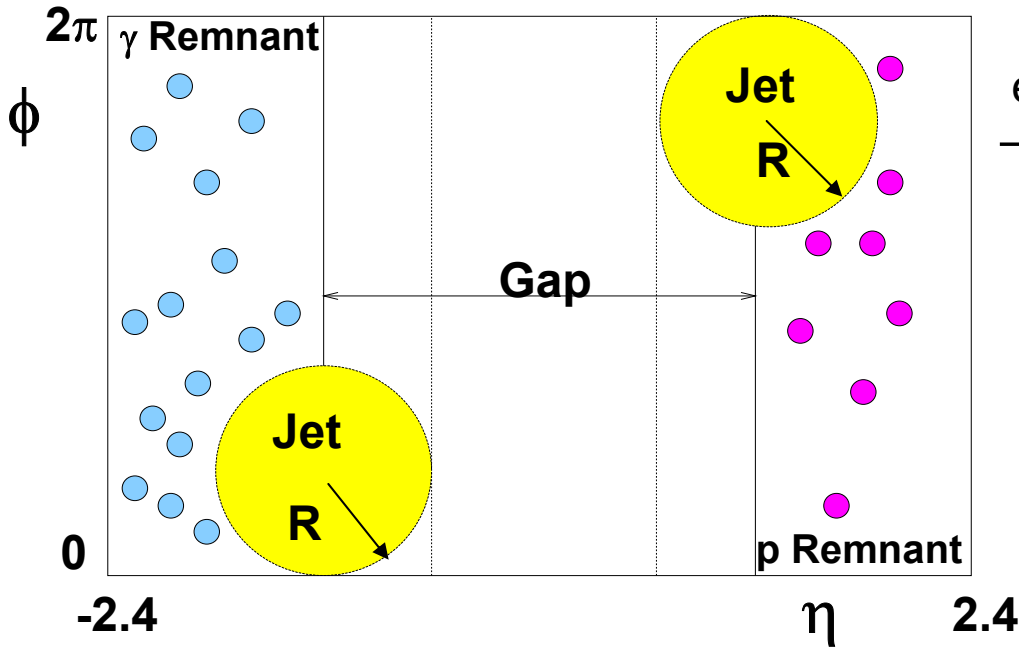 2π
γ Remnant
ϕ
Jet
R
e
Gap
Jet
R
0
p Remnant
-2.4
η
2.4